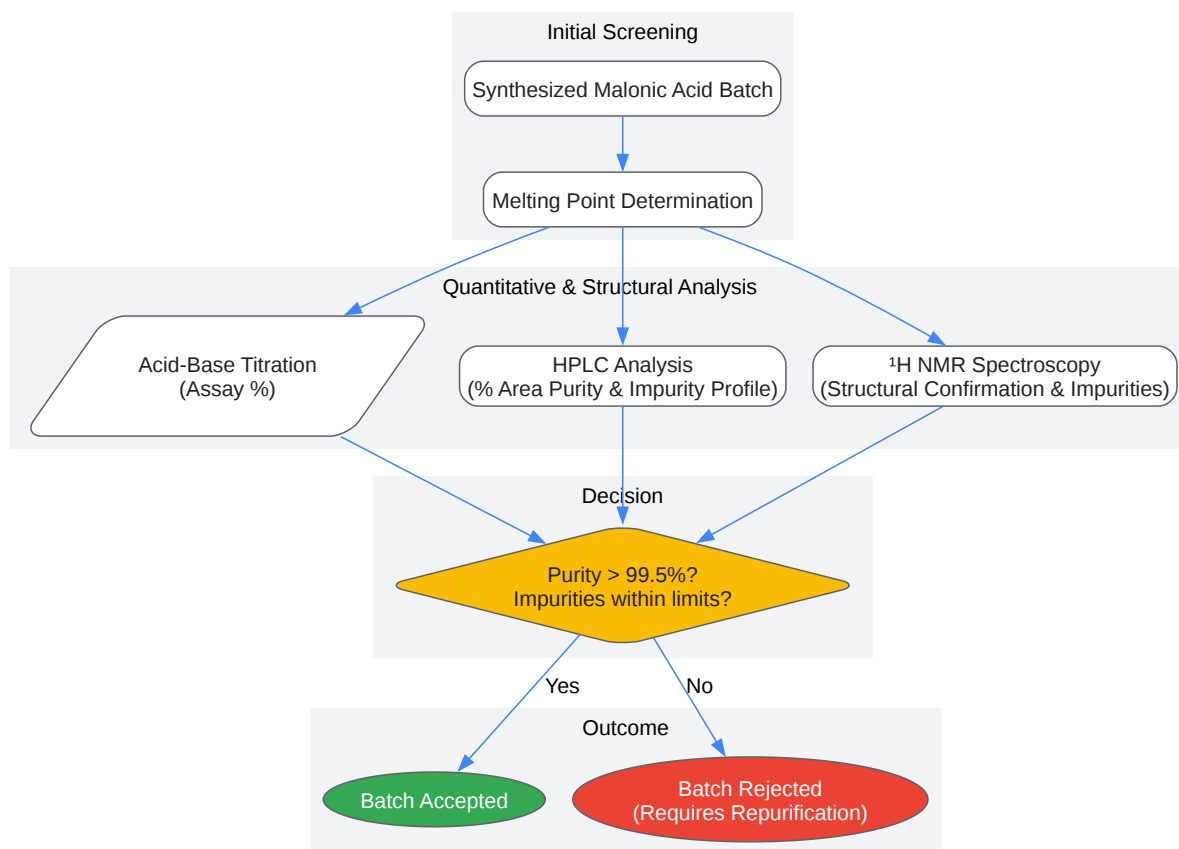 Initial Screening
Synthesized Malonic Acid Batch
Melting Point Determination
Quantitative & Structural Analysis
Acid-Base Titration
(Assay %)
HPLC Analysis
(% Area Purity & Impurity Profile)
¹H NMR Spectroscopy
(Structural Confirmation & Impurities)
Decision
Purity > 99.5%?
Impurities within limits?
Yes
No
Outcome
Batch Accepted
Batch Rejected
(Requires Repurification)